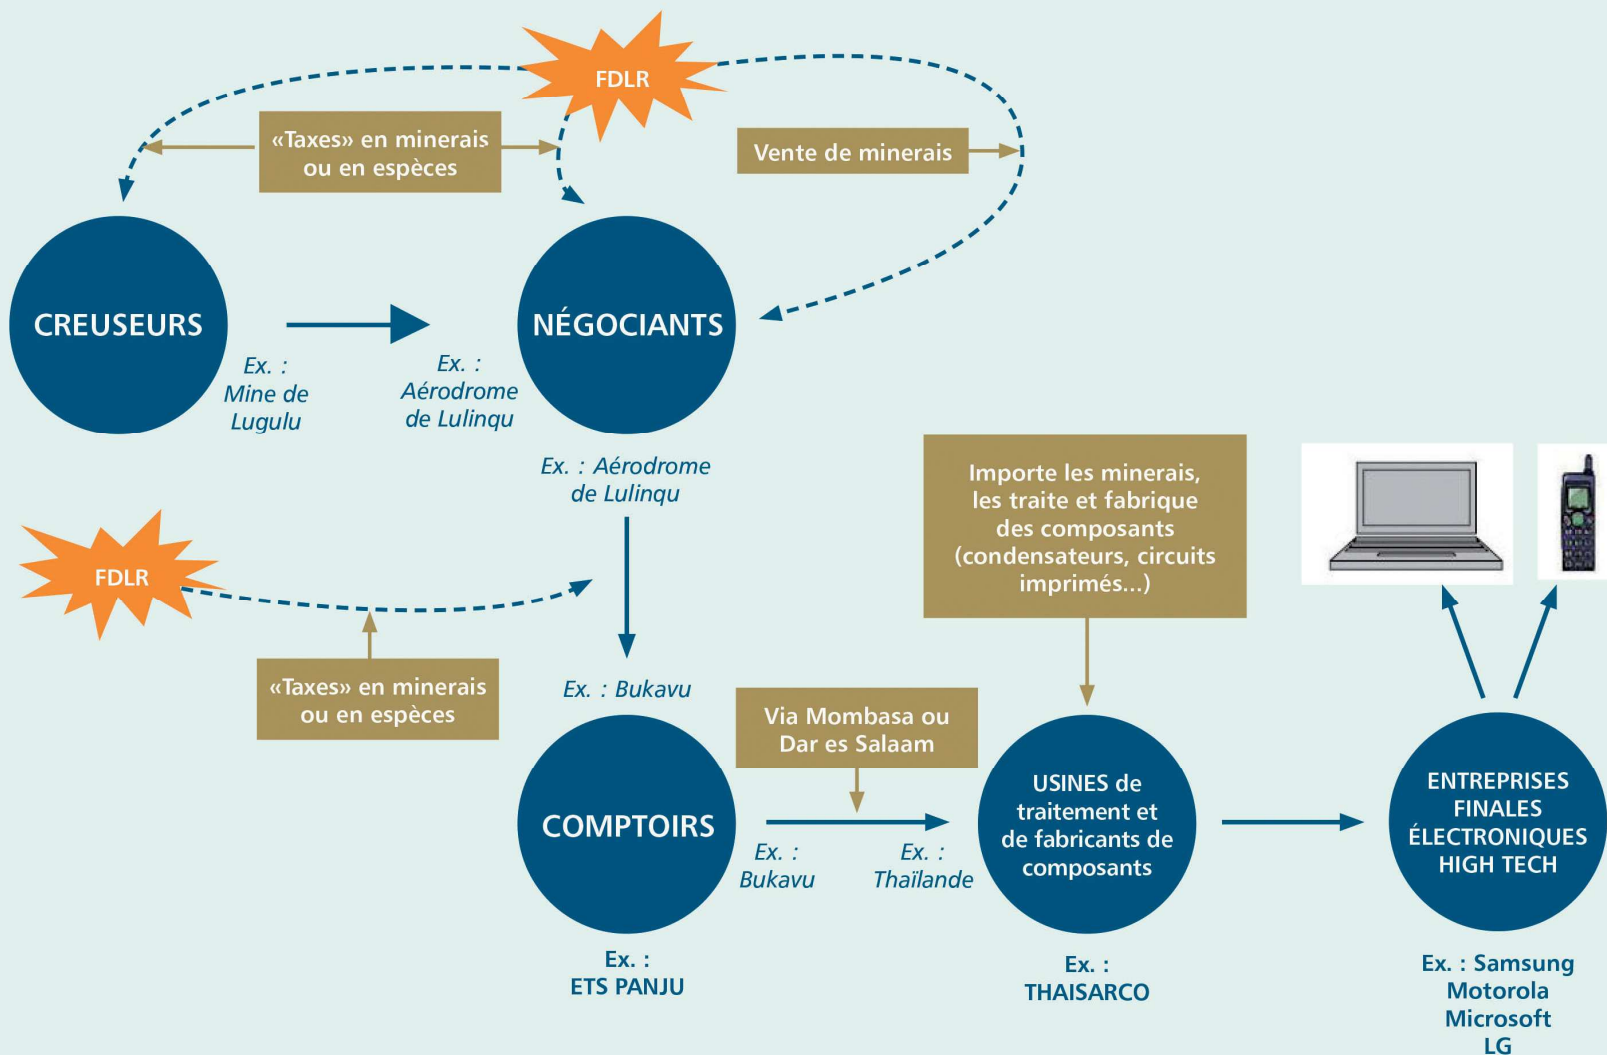 FDLR
«Taxes» en minerais
ou en espèces
Vente de minerais
CREUSEURS
NÉGOCIANTS
Ex. :
Mine de
Lugulu
Ex. :
Aérodrome
de Lulinqu
Ex. : Aérodrome
de Lulinqu
Importe les minerais,
les traite et fabrique
des composants
(condensateurs, circuits
imprimés...)
FDLR
«Taxes» en minerais
ou en espèces
Ex. : Bukavu
Via Mombasa ou
Dar es Salaam
COMPTOIRS
Ex. :
Bukavu
Ex. :
Thaïlande
USINES de
traitement et
de fabricants de
composants
ENTREPRISES
FINALES
ÉLECTRONIQUES
HIGH TECH
Ex. :
ETS PANJU
Ex. :
THAISARCO
Ex. : Samsung
Motorola
Microsoft
LG